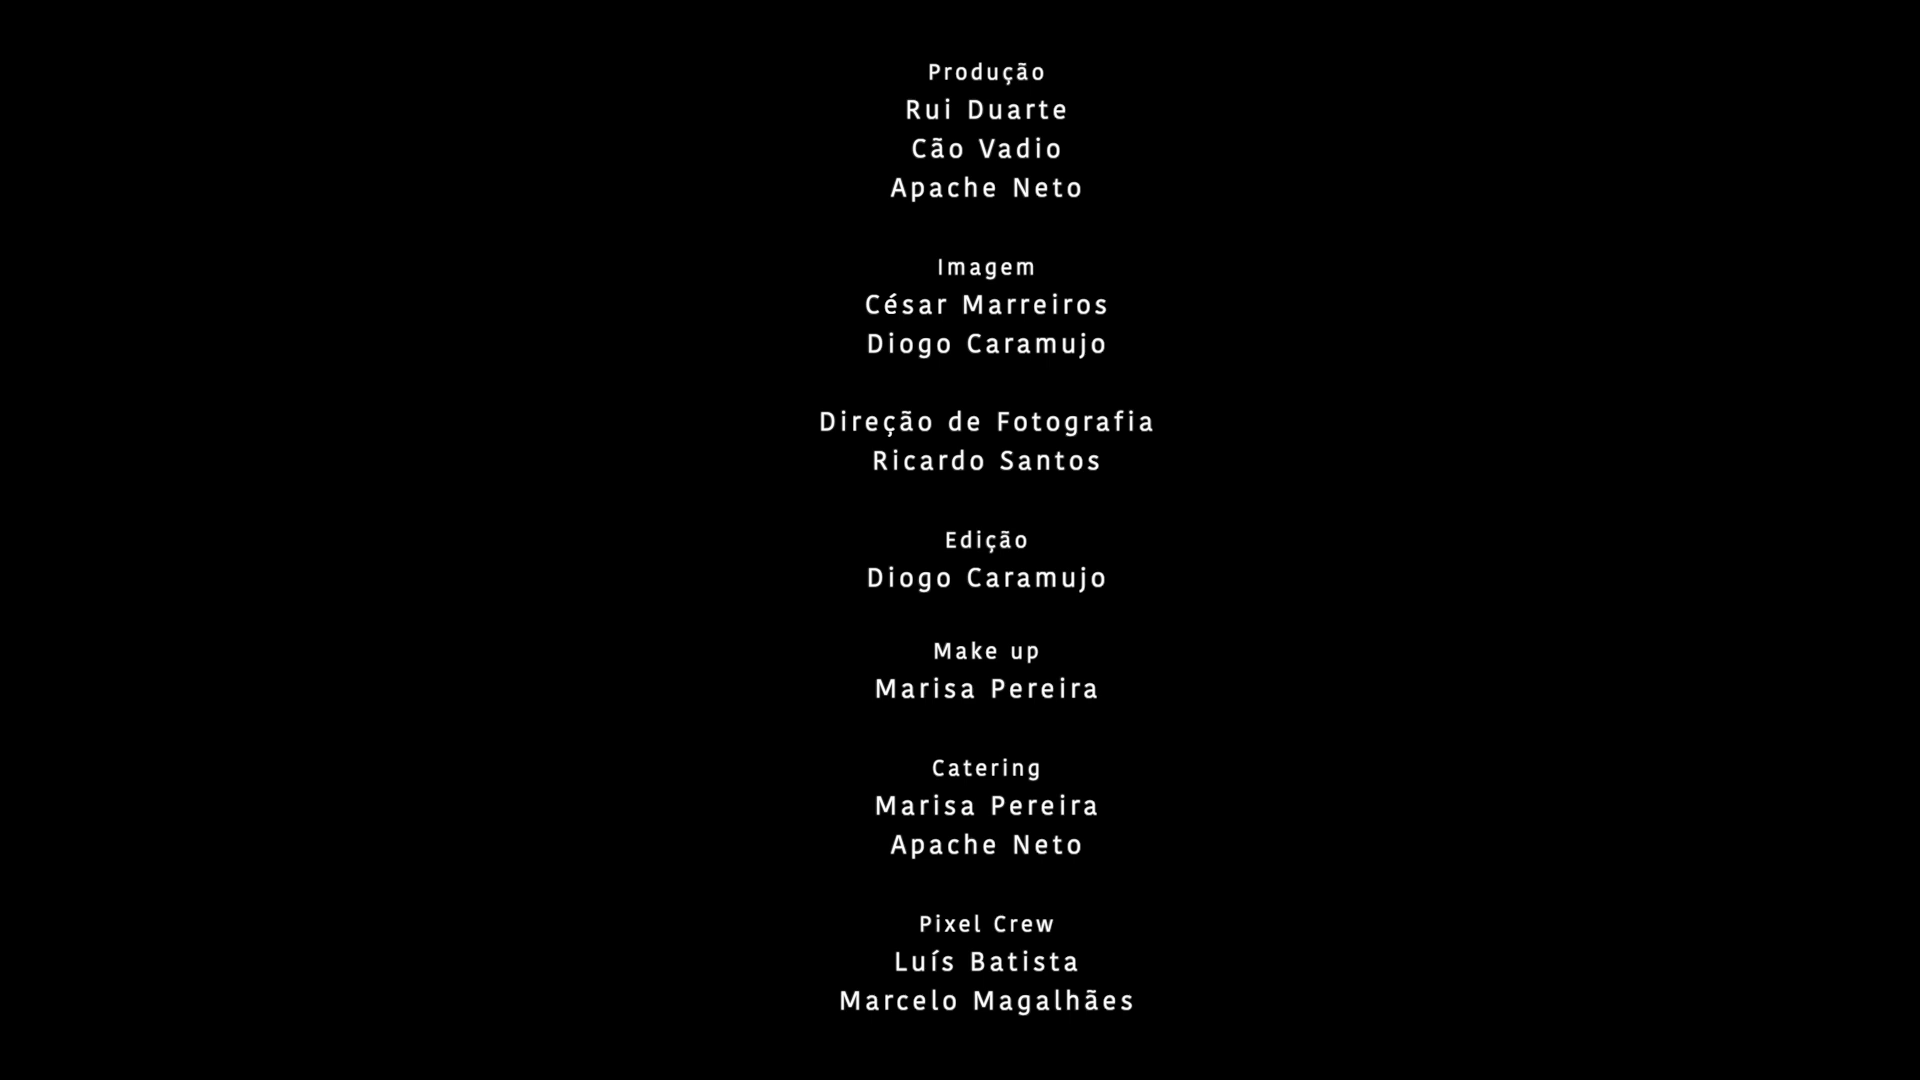 Produção
Rui Duarte
Cão Vadio
Apache Neto
Imagem
César Marreiros
Diogo Caramujo
Direção de Fotografia
Ricardo Santos
Edição
Diogo Caramujo
Make up
Marisa Pereira
Catering
Marisa Pereira
Apache Neto
Pixel Crew
Luís Batista
Marcelo Magalhães